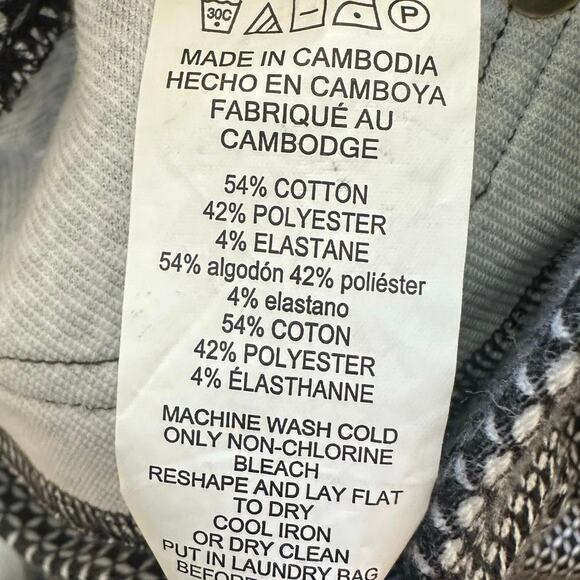 30C P
MADE IN CAMBODIA
HECHO EN CAMBOYA
FABRIQUÉ AU
CAMBODGE
54% COTTON
42% POLYESTER
4% ELASTANE
54% algodón 42% poliéster
4% elastano
54% COTON
42% POLYESTER
4% ÉLASTHANNE
MACHINE WASH COLD
ONLY NON-CHLORINE
BLEACH
RESHAPE AND LAY FLAT
TO DRY
COOL IRON
OR DRY CLEAN
PUT IN LAUNDRY BAG
BEFORE